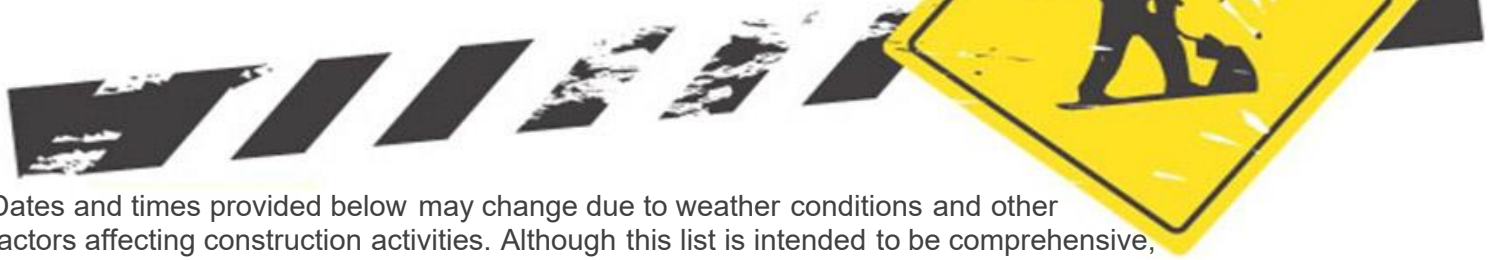 Dates and times provided below may change due to weather conditions and other
actors affecting construction activities. Although this list is intended to be comprehensive,